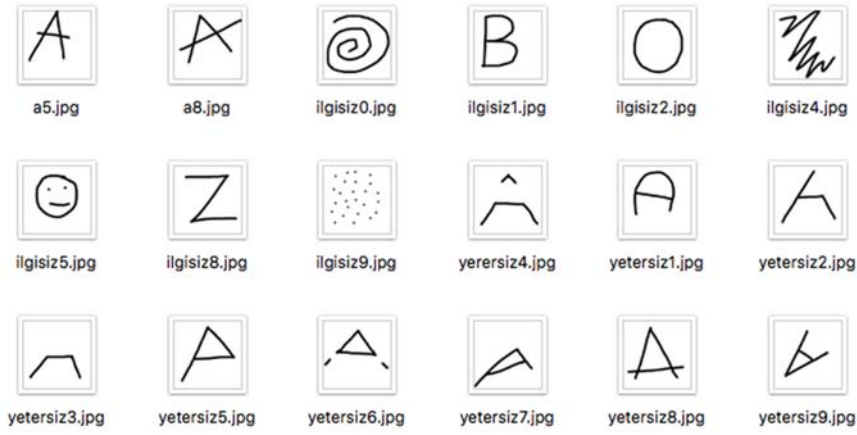 A A B O
a5.jpg a8.jpg ilgisiz0.jpg ilgisiz1.jpg ilgisiz2.jpg ilgisiz4.jpg
Z A
ilgisiz5.jpg ilgisiz8.jpg ilgisiz9.jpg yerersiz4.jpg yetersiz1.jpg yetersiz2.jpg
yetersiz3.jpg yetersiz5.jpg yetersiz6.jpg yetersiz7.jpg yetersiz8.jpg yetersiz9.jpg